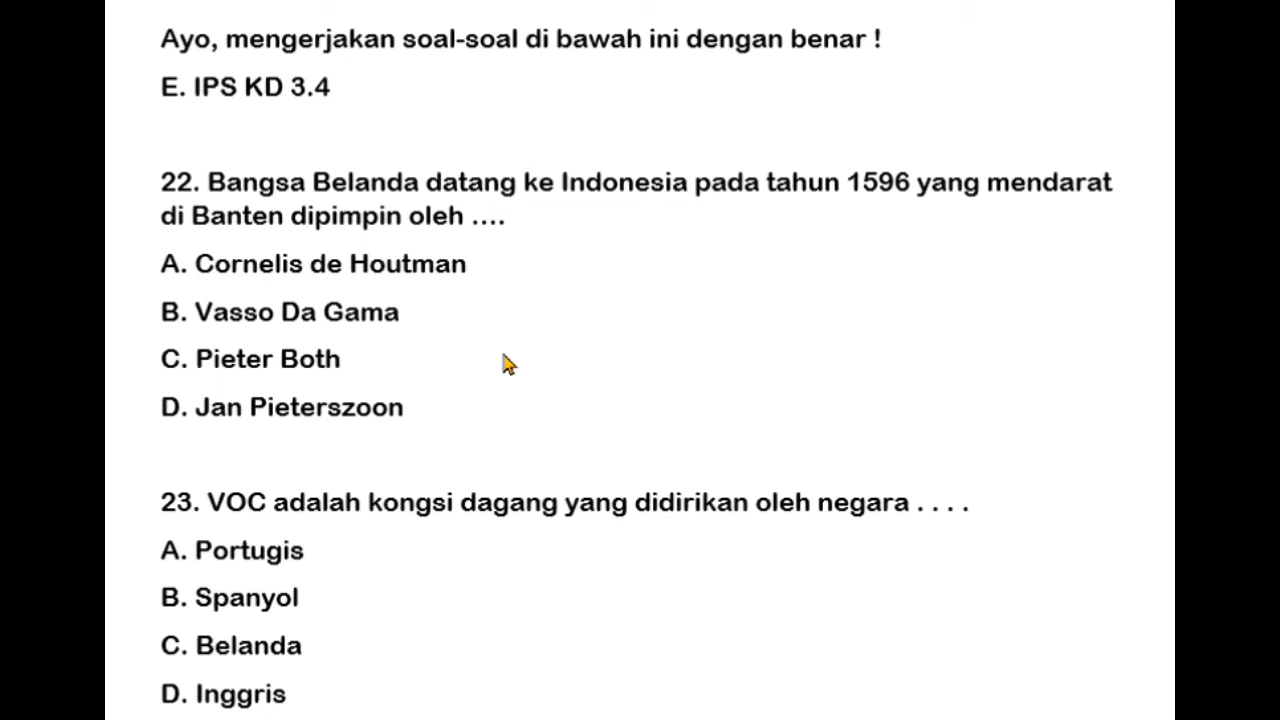 Ayo, mengerjakan soal-soal di bawah ini dengan benar !
E. IPS KD 3.4
22. Bangsa Belanda datang ke Indonesia pada tahun 1596 yang mendarat
di Banten dipimpin oleh ....
A. Cornelis de Houtman
B. Vasso Da Gama
C. Pieter Both
D. Jan Pieterszoon
23. VOC adalah kongsi dagang yang didirikan oleh negara . . . .
A. Portugis
B. Spanyol
C. Belanda
D. Inggris